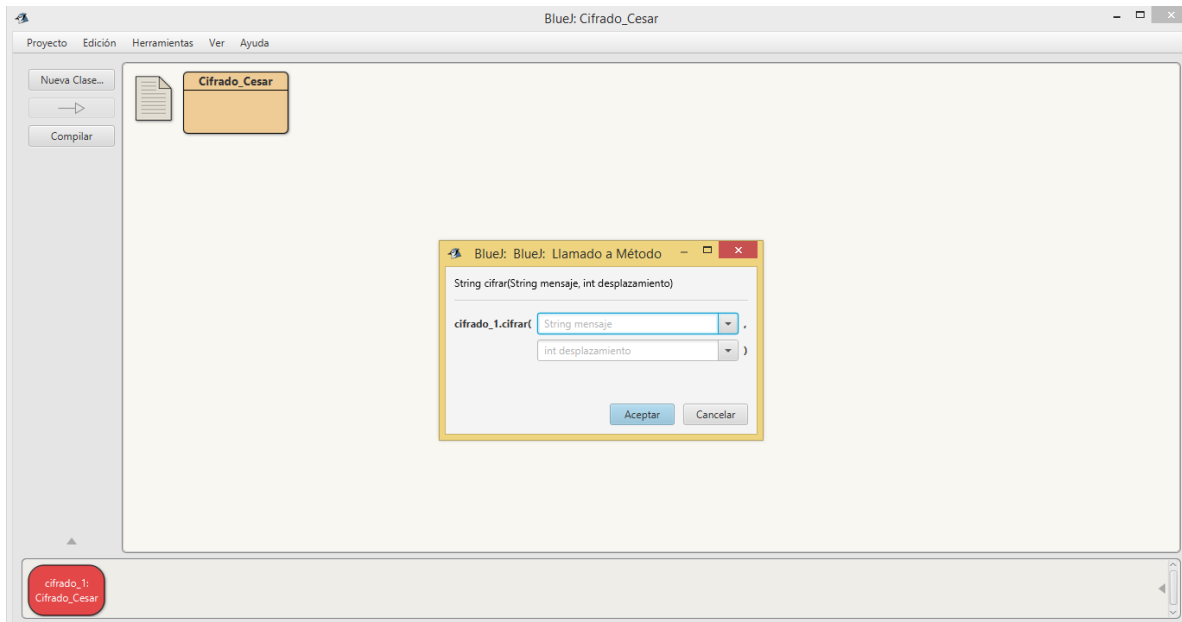 BlueJ: Cifrado_Cesar
Proyecto Edición Herramientas Ver Ayuda
Nueva Clase...
Compilar
Cifrado_Cesar
BlueJ: BlueJ: Llamado a Método
String cifrar(String mensaje, int desplazamiento)
cifrado_1.cifrar( String mensaje ,
int desplazamiento )
Aceptar Cancelar
cifrado_1:
Cifrado_Cesar